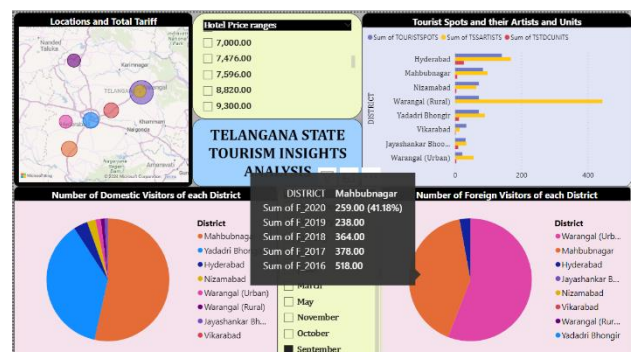 Locations and Total Tariff
Nanded
Taluka
Karimnagar
TELANGANA
Khammam
Nalgonda
Amaravati
Hotel Price ranges
7,000.00
7,476.00
7,596.00
8,820.00
9,300.00
TELANGANA STATE
TOURISM INSIGHTS
ANALYSIS
Tourist Spots and their Artists and Units
Sum of TOURISTSPOTS Sum of TSSARTISTS Sum of TSTDCUNITS
DISTRICT
Hyderabad
Mahbubnagar
Nizamabad
Warangal (Rural)
Yadadri Bhongir
Vikarabad
Jayashankar Bhoo...
Warangal (Urban)
0 200 400
Number of Domestic Visitors of each District
District
Mahbubnag
Yadadri Bhong
Hyderabad
Nizamabad
Warangal (Urban)
Warangal (Rural)
Jayashankar Bh...
Vikarabad
DISTRICT Mahbubnagar
Sum of F_2020 259.00 (41.18%)
Sum of F_2019 238.00
Sum of F_2018 364.00
Sum of F_2017 378.00
Sum of F_2016 518.00
March
May
November
October
September
Number of Foreign Visitors of each District
District
Warangal (Urb...
Mahbubnagar
Hyderabad
Jayashankar B...
Nizamabad
Vikarabad
Warangal (Rur...
Yadadri Bhongir